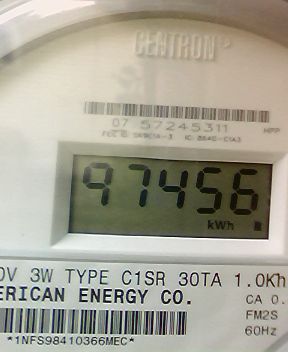 CENTRON
07 57245311 HPP
97456
kWh
0V 3W TYPE C1SR 30TA 1.0Kh
ERICAN ENERGY CO.
CA 0.
FM2S
*1NFS98410366MEC*
60Hz